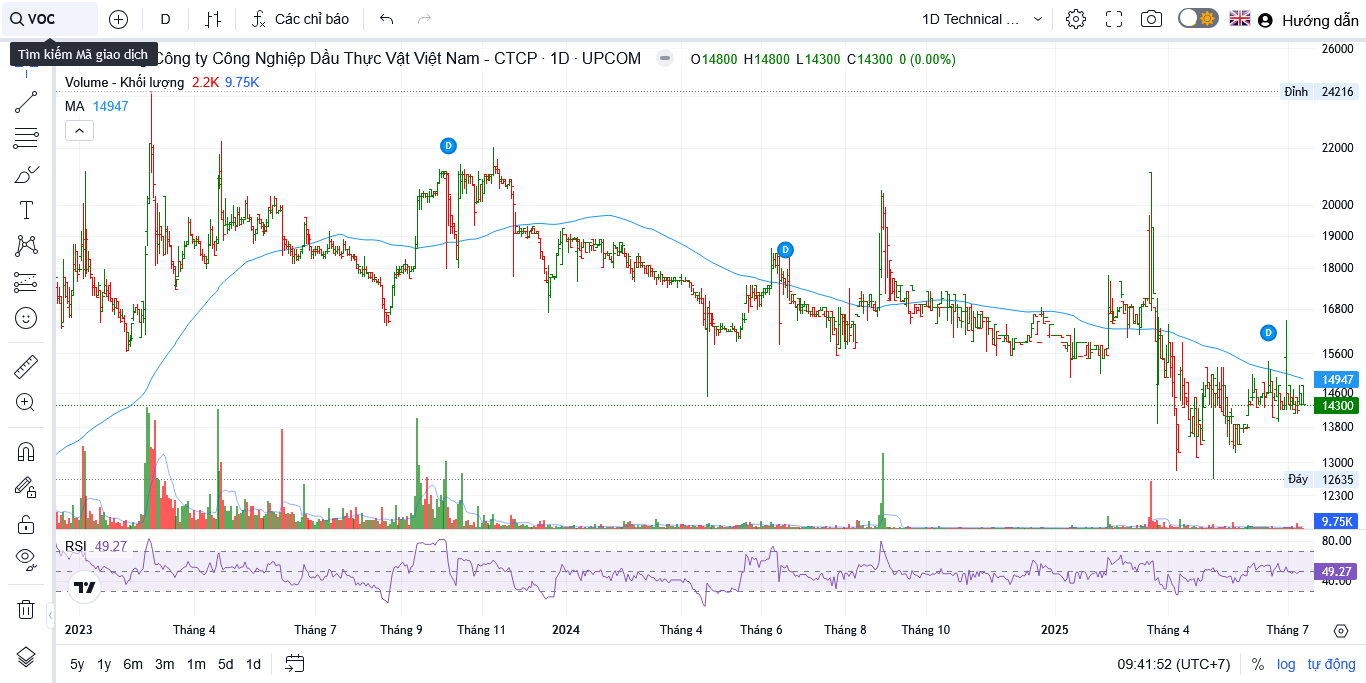 VOC
D
Các chỉ báo
1D Technical ...
Hướng dẫn
Tìm kiếm Mã giao dịch
Công ty Công Nghiệp Dầu Thực Vật Việt Nam - CTCP · 1D · UPCOM
O14800 H14800 L14300 C14300 0 (0.00%)
Volume - Khối lượng 2.2K 9.75K
MA 14947
26000
Đỉnh 24216
22000
20000
19000
18000
16800
15600
14947
14600
14300
13800
13000
Đáy 12635
12300
9.75K
D
D
D
RSI 49.27
80.00
49.27
40.00
2023 Tháng 4 Tháng 7 Tháng 9 Tháng 11 2024 Tháng 4 Tháng 6 Tháng 8 Tháng 10 2025 Tháng 4 Tháng 7
5y 1y 6m 3m 1m 5d 1d
09:41:52 (UTC+7) % log tự động